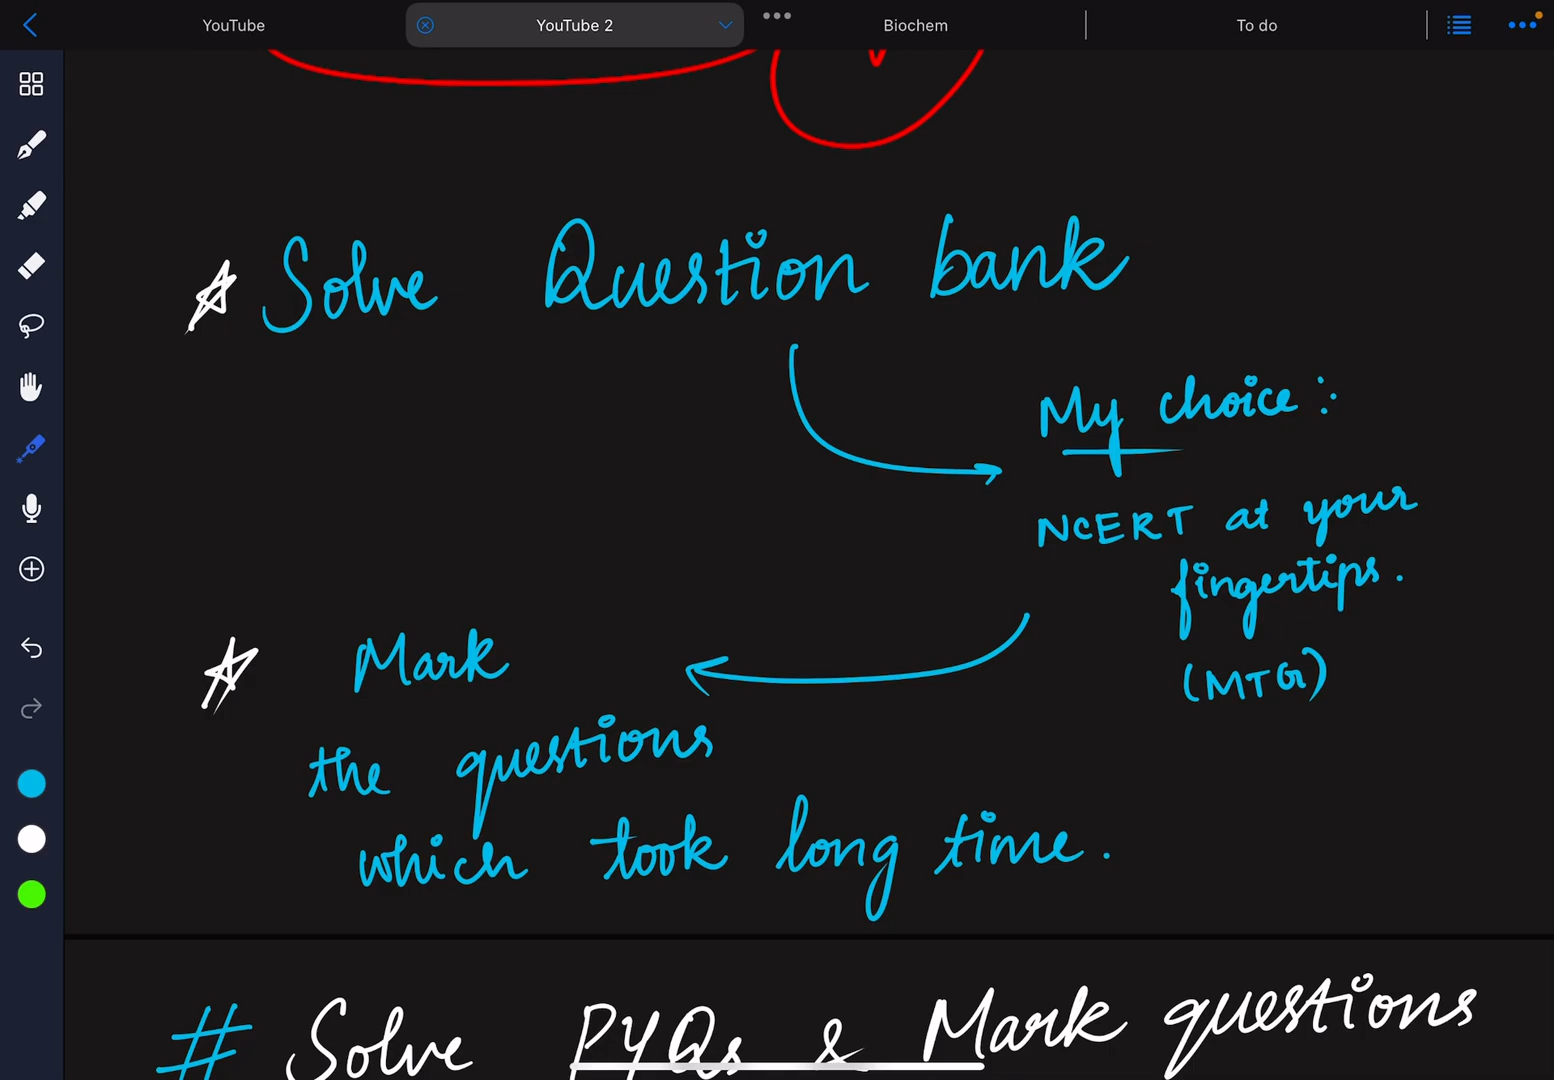 YouTube YouTube 2 Biochem To do
Solve Question bank
My choice :
NCERT at your
fingertips.
(MTG)
Mark
the questions
which took long time.
# Solve PYQs & Mark questions